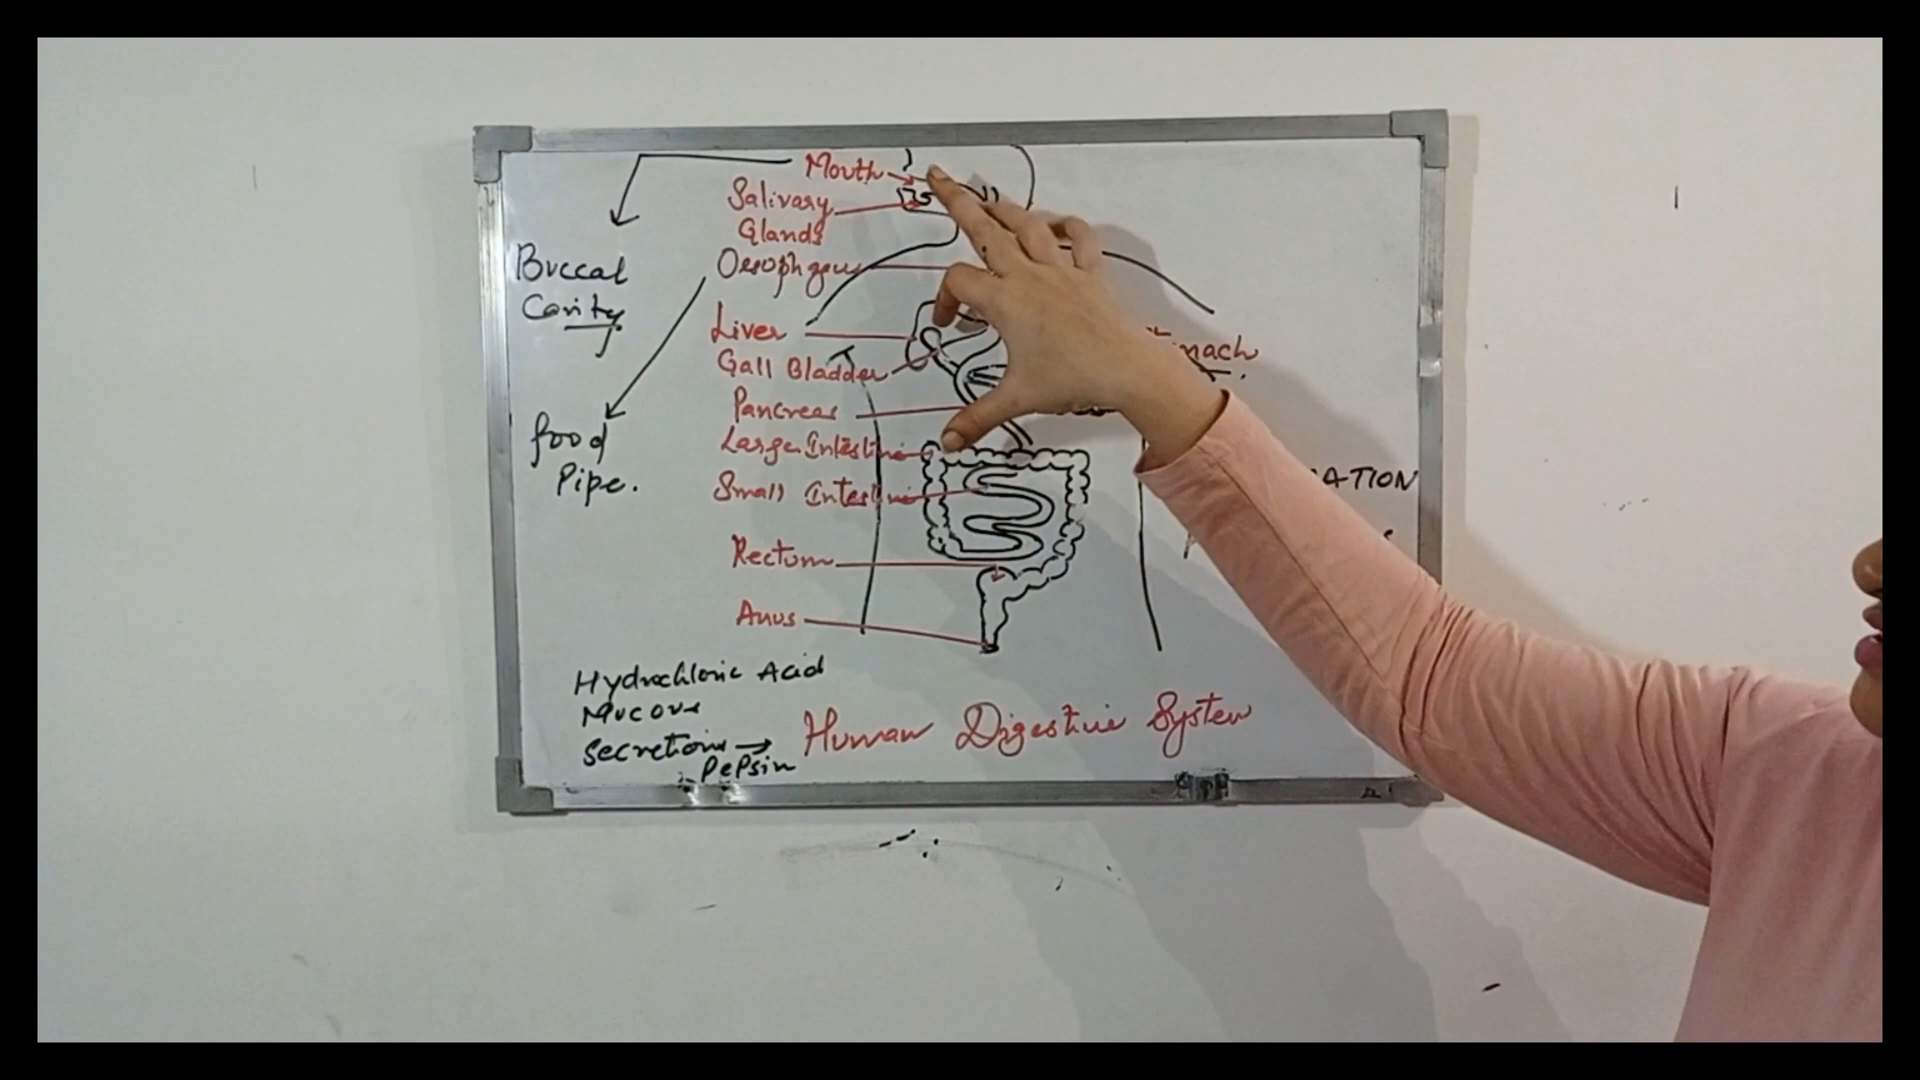 Mouth
Salivary
Glands
Oesophgous
Liver
Gall Bladder
Pancreas
Large Intestine
Small Intestine
Rectum
Anus
Buccal
Cavity
food
Pipe.
Hydrochloric Acid
Mucous
Secretions → Pepsin
Human Digestive System